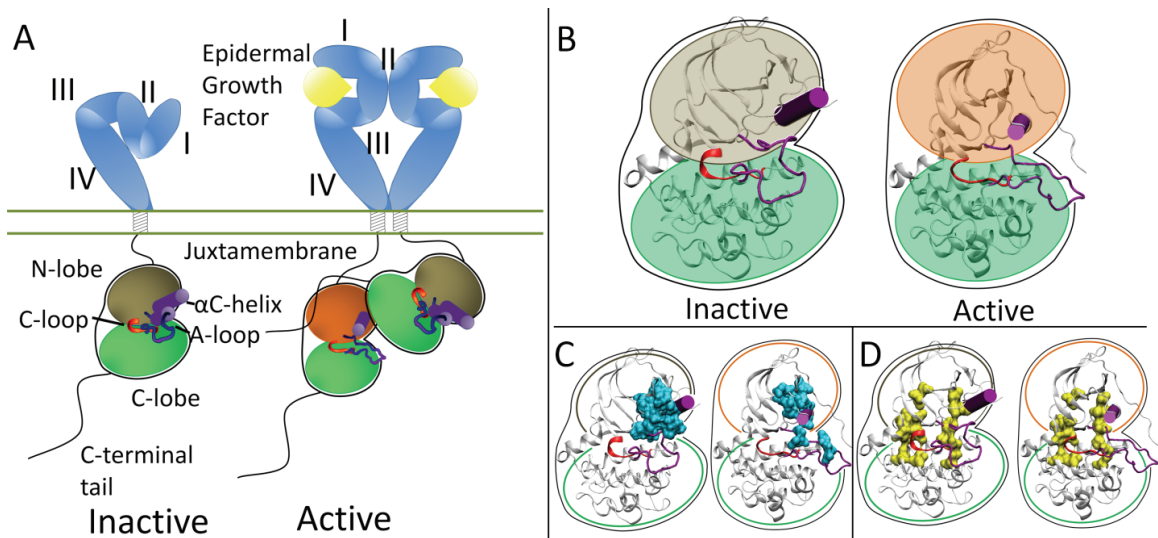 A
Epidermal
Growth
Factor
I
II
III
II
I
III
IV
IV
Juxtamembrane
N-lobe
αC-helix
C-loop
A-loop
C-lobe
C-terminal
tail
Inactive
Active
B
Inactive
Active
C
D